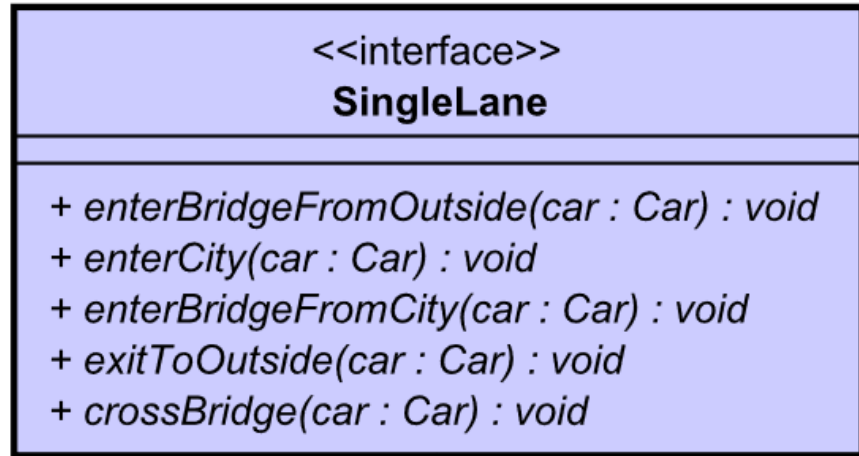 <<interface>>
SingleLane
+ enterBridgeFromOutside(car : Car) : void
+ enterCity(car : Car) : void
+ enterBridgeFromCity(car : Car) : void
+ exitToOutside(car : Car) : void
+ crossBridge(car : Car) : void